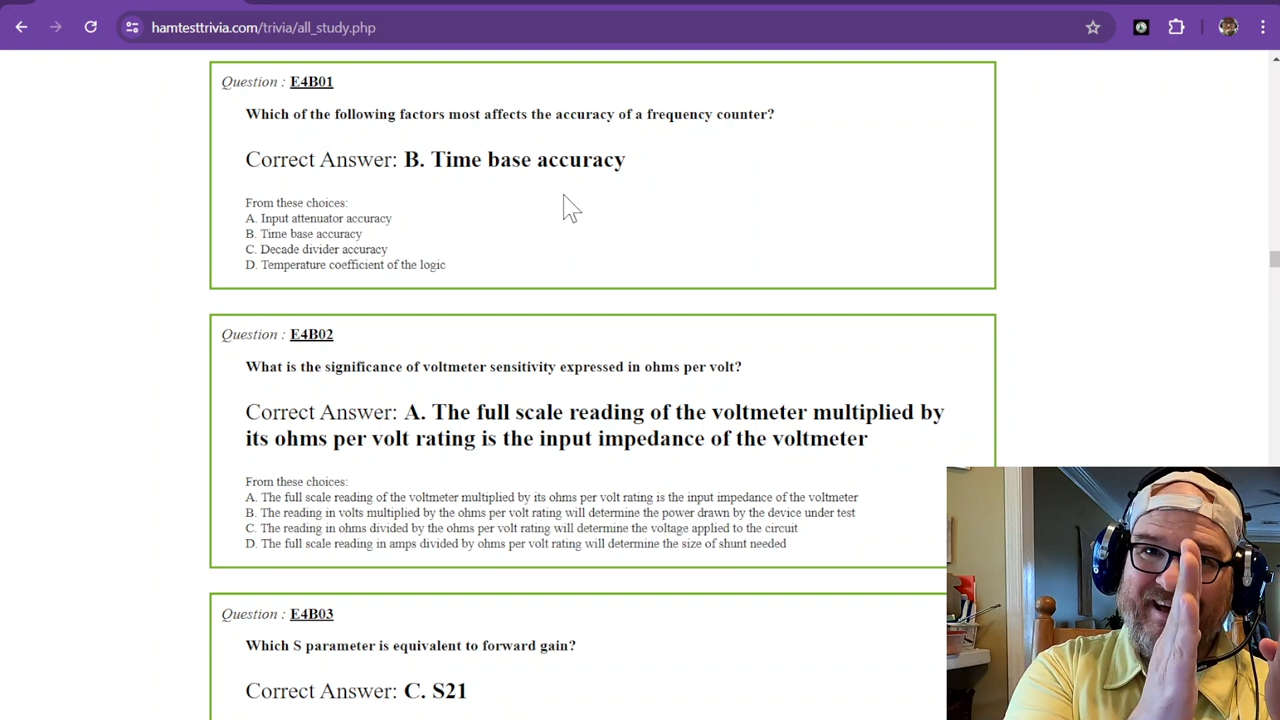 hamtesttrivia.com/trivia/all_study.php
Question : E4B01
Which of the following factors most affects the accuracy of a frequency counter?
Correct Answer: B. Time base accuracy
From these choices:
A. Input attenuator accuracy
B. Time base accuracy
C. Decade divider accuracy
D. Temperature coefficient of the logic
Question : E4B02
What is the significance of voltmeter sensitivity expressed in ohms per volt?
Correct Answer: A. The full scale reading of the voltmeter multiplied by
its ohms per volt rating is the input impedance of the voltmeter
From these choices:
A. The full scale reading of the voltmeter multiplied by its ohms per volt rating is the input impedance of the voltmeter
B. The reading in volts multiplied by the ohms per volt rating will determine the power drawn by the device under test
C. The reading in ohms divided by the ohms per volt rating will determine the voltage applied to the circuit
D. The full scale reading in amps divided by ohms per volt rating will determine the size of shunt needed
Question : E4B03
Which S parameter is equivalent to forward gain?
Correct Answer: C. S21